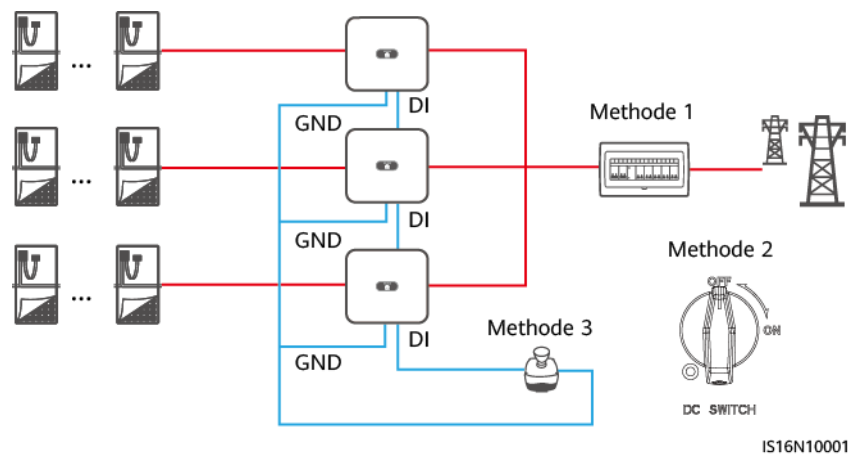 GND
DI
Methode 1
GND
DI
Methode 2
OFF
ON
Methode 3
GND
DI
DC SWITCH
IS16N10001